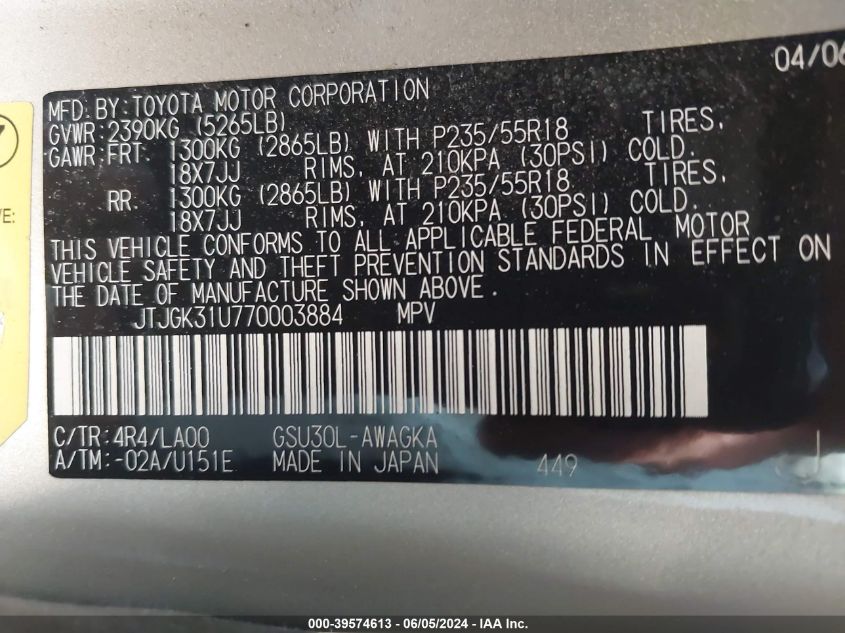 04/06
MFD. BY: TOYOTA MOTOR CORPORATION
GVWR: 2390KG (5265LB)
GAWR: FRT. 1300KG (2865LB) WITH P235/55R18 TIRES,
18X7JJ RIMS, AT 210KPA (30PSI) COLD.
RR. 1300KG (2865LB) WITH P235/55R18 TIRES,
18X7JJ RIMS, AT 210KPA (30PSI) COLD.
THIS VEHICLE CONFORMS TO ALL APPLICABLE FEDERAL MOTOR
VEHICLE SAFETY AND THEFT PREVENTION STANDARDS IN EFFECT ON
THE DATE OF MANUFACTURE SHOWN ABOVE.
JTJGK31U770003884 MPV
C/TR: 4R4/LA00 GSU30L-AWAGKA
A/TM: -02A/U151E MADE IN JAPAN 449 J
000-39574613 - 06/05/2024 - IAA Inc.